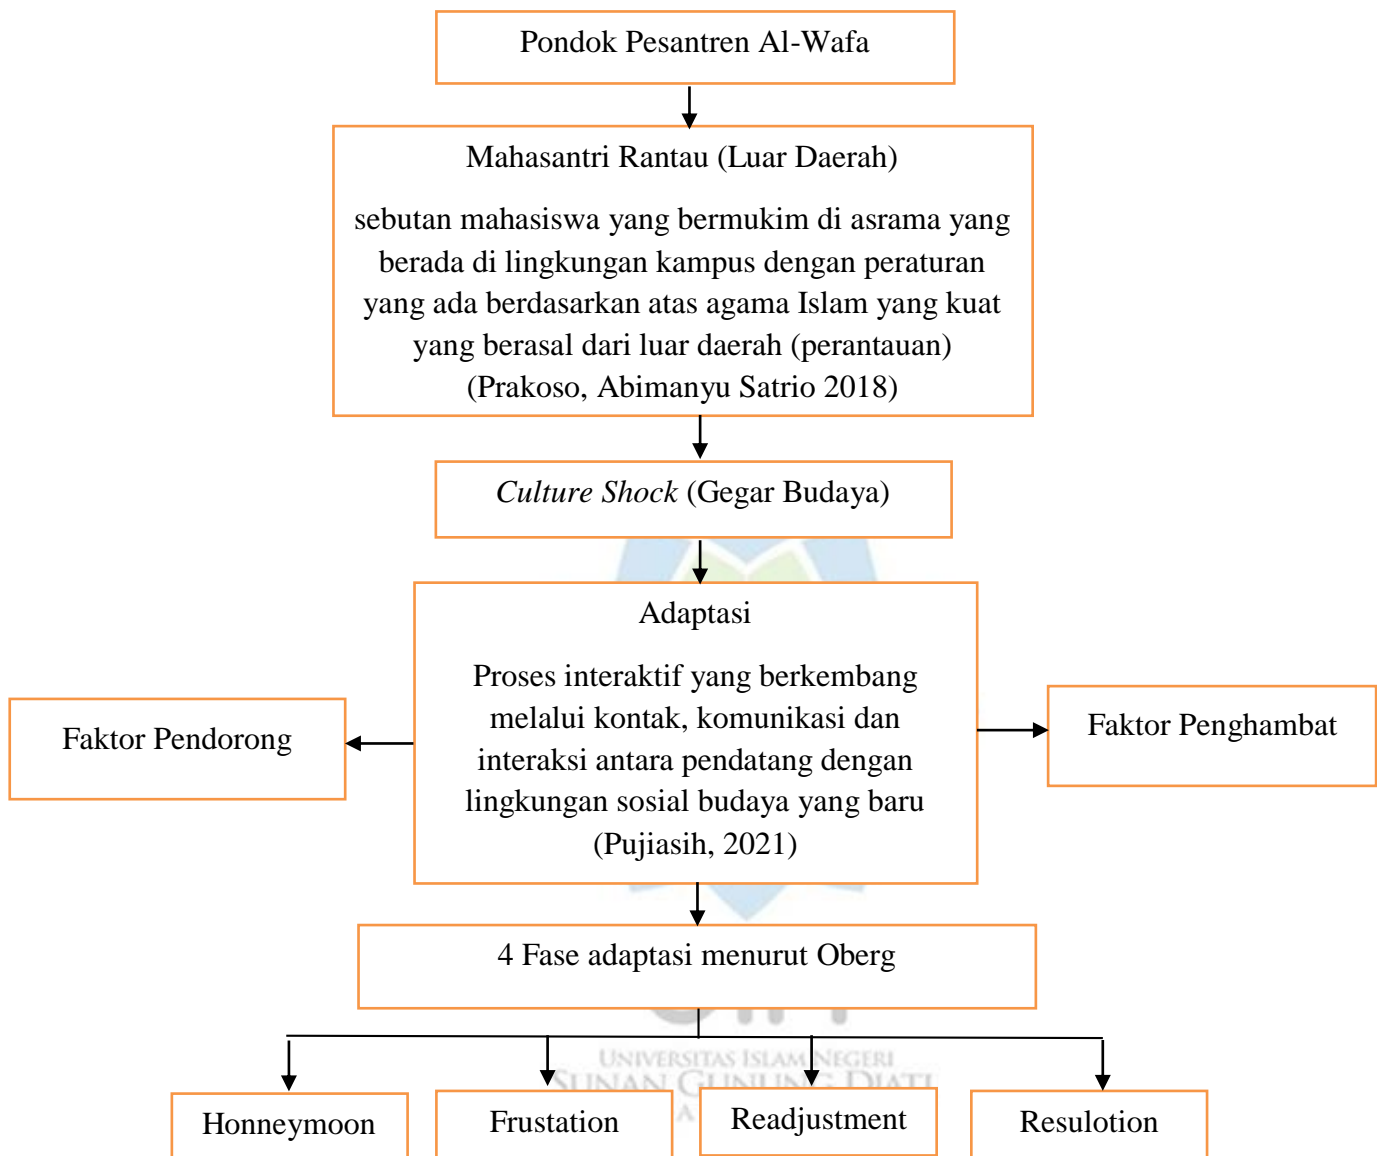 Pondok Pesantren Al-Wafa
Mahasantri Rantau (Luar Daerah)
sebutan mahasiswa yang bermukim di asrama yang
berada di lingkungan kampus dengan peraturan
yang ada berdasarkan atas agama Islam yang kuat
yang berasal dari luar daerah (perantauan)
(Prakoso, Abimanyu Satrio 2018)
Culture Shock (Gegar Budaya)
Adaptasi
Proses interaktif yang berkembang
melalui kontak, komunikasi dan
interaksi antara pendatang dengan
lingkungan sosial budaya yang baru
(Pujiasih, 2021)
Faktor Pendorong
Faktor Penghambat
4 Fase adaptasi menurut Oberg
UNIVERSITAS ISLAM NEGERI
SUNAN GUNUNG DJATI
Honneymoon
Frustation
Readjustment
Resulotion